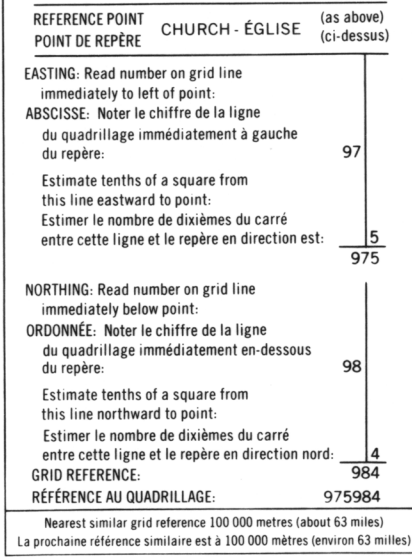 REFERENCE POINT
POINT DE REPÈRE
CHURCH - ÉGLISE
(as above)
(ci-dessus)
EASTING: Read number on grid line
immediately to left of point:
ABSCISSE: Noter le chiffre de la ligne
du quadrillage immédiatement à gauche
du repère: 97
Estimate tenths of a square from
this line eastward to point:
Estimer le nombre de dixièmes du carré
entre cette ligne et le repère en direction est: 5
975
NORTHING: Read number on grid line
immediately below point:
ORDONNÉE: Noter le chiffre de la ligne
du quadrillage immédiatement en-dessous
du repère: 98
Estimate tenths of a square from
this line northward to point:
Estimer le nombre de dixièmes du carré
entre cette ligne et le repère en direction nord: 4
GRID REFERENCE: 984
RÉFÉRENCE AU QUADRILLAGE: 975984
Nearest similar grid reference 100 000 metres (about 63 miles)
La prochaine référence similaire est à 100 000 mètres (environ 63 miles)